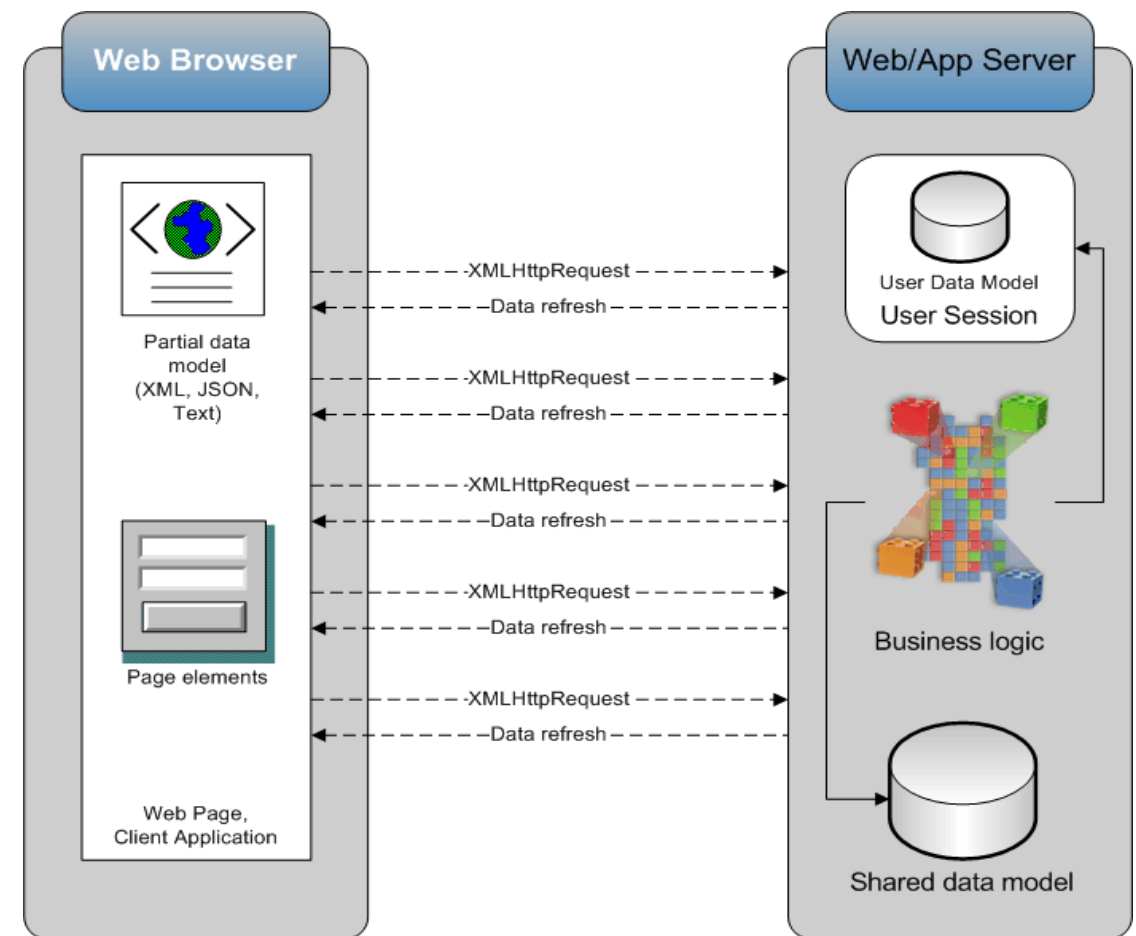 Web Browser
Partial data
model
(XML, JSON,
Text)
Page elements
Web Page,
Client Application
XMLHttpRequest
Data refresh
XMLHttpRequest
Data refresh
XMLHttpRequest
Data refresh
XMLHttpRequest
Data refresh
XMLHttpRequest
Data refresh
Web/App Server
User Data Model
User Session
Business logic
Shared data model